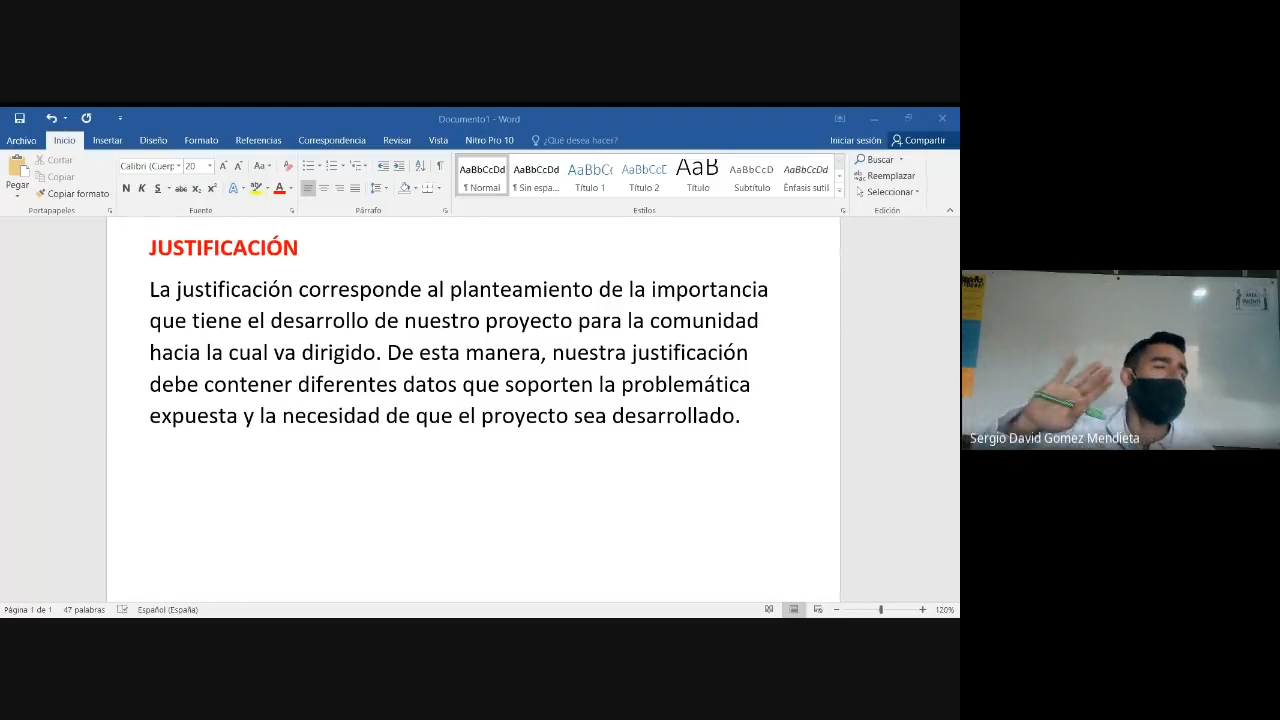 Documento1 - Word
Archivo Inicio Insertar Diseño Formato Referencias Correspondencia Revisar Vista Nitro Pro 10 ¿Qué desea hacer? Iniciar sesión Compartir
Pegar
Cortar
Copiar
Copiar formato
Portapapeles
Calibri (Cuerp 20
N K S abc x₂ x²
Fuente
Párrafo
AaBbCcDd AaBbCcDd AaBbCc AaBbCcD AaB AaBbCcD AaBbCcDd
¶ Normal ¶ Sin espa... Título 1 Título 2 Título Subtítulo Énfasis sutil
Estilos
Buscar
Reemplazar
Seleccionar
Edición
JUSTIFICACIÓN
La justificación corresponde al planteamiento de la importancia
que tiene el desarrollo de nuestro proyecto para la comunidad
hacia la cual va dirigido. De esta manera, nuestra justificación
debe contener diferentes datos que soporten la problemática
expuesta y la necesidad de que el proyecto sea desarrollado.
Página 1 de 1 47 palabras Español (España) 120%
Sergio David Gomez Mendieta